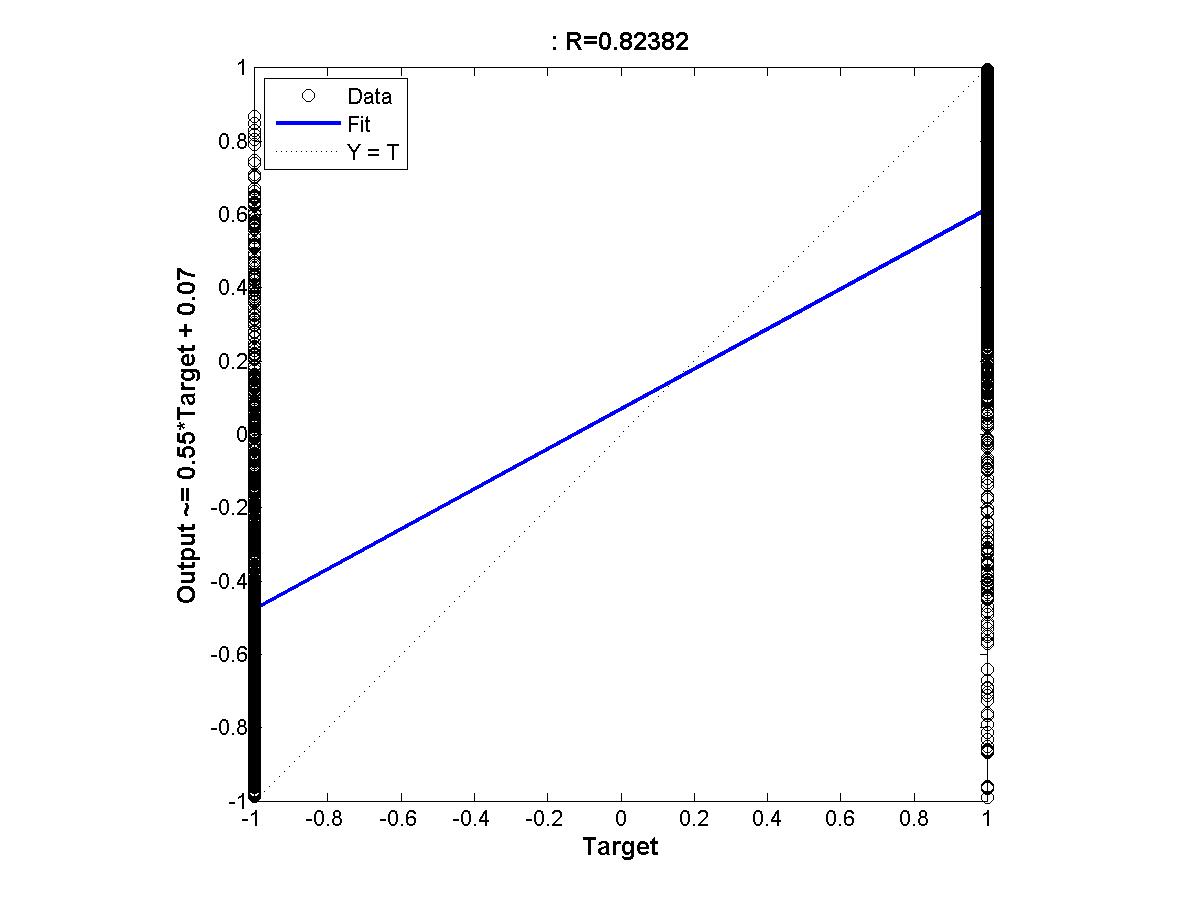 : R=0.82382
Data
Fit
Y = T
1
0.8
0.6
0.4
0.2
0
-0.2
-0.4
-0.6
-0.8
-1
Output ~= 0.55*Target + 0.07
-1 -0.8 -0.6 -0.4 -0.2 0 0.2 0.4 0.6 0.8 1
Target